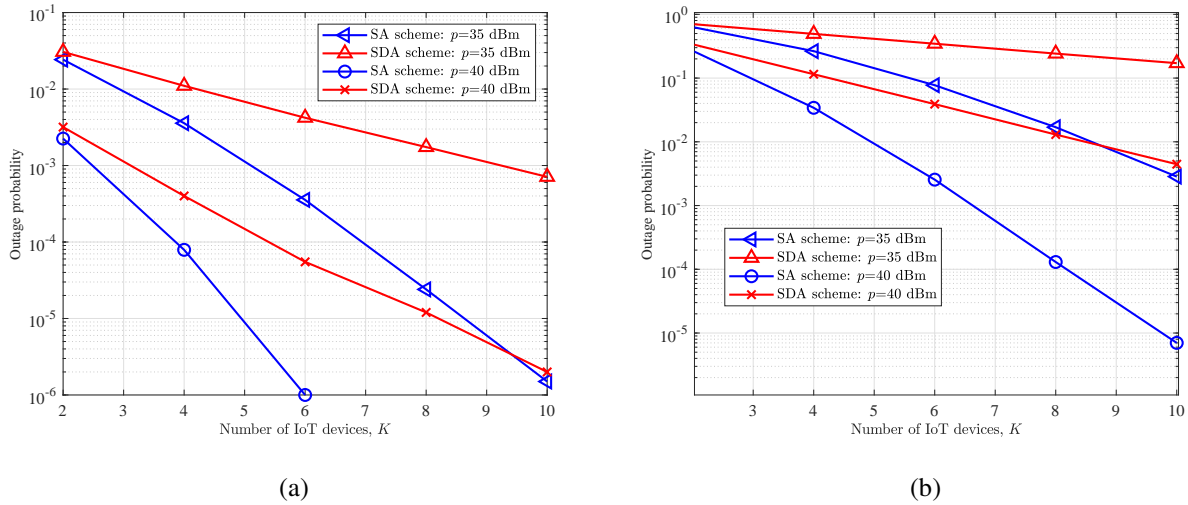 10^-1
10^-2
10^-3
10^-4
10^-5
10^-6
Outage probability
SA scheme: p=35 dBm
SDA scheme: p=35 dBm
SA scheme: p=40 dBm
SDA scheme: p=40 dBm
2 3 4 5 6 7 8 9 10
Number of IoT devices, K
(a)
10^0
10^-1
10^-2
10^-3
10^-4
10^-5
Outage probability
SA scheme: p=35 dBm
SDA scheme: p=35 dBm
SA scheme: p=40 dBm
SDA scheme: p=40 dBm
3 4 5 6 7 8 9 10
Number of IoT devices, K
(b)